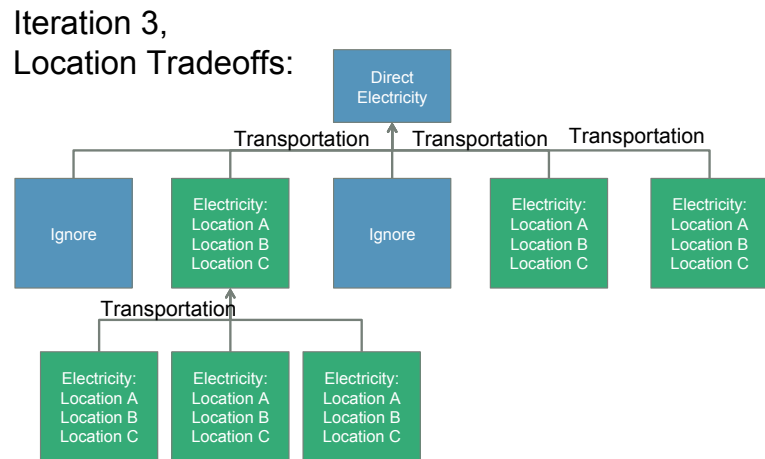 Iteration 3,
Location Tradeoffs:
Direct
Electricity
Transportation
Transportation
Transportation
Ignore
Electricity:
Location A
Location B
Location C
Ignore
Electricity:
Location A
Location B
Location C
Electricity:
Location A
Location B
Location C
Transportation
Electricity:
Location A
Location B
Location C
Electricity:
Location A
Location B
Location C
Electricity:
Location A
Location B
Location C